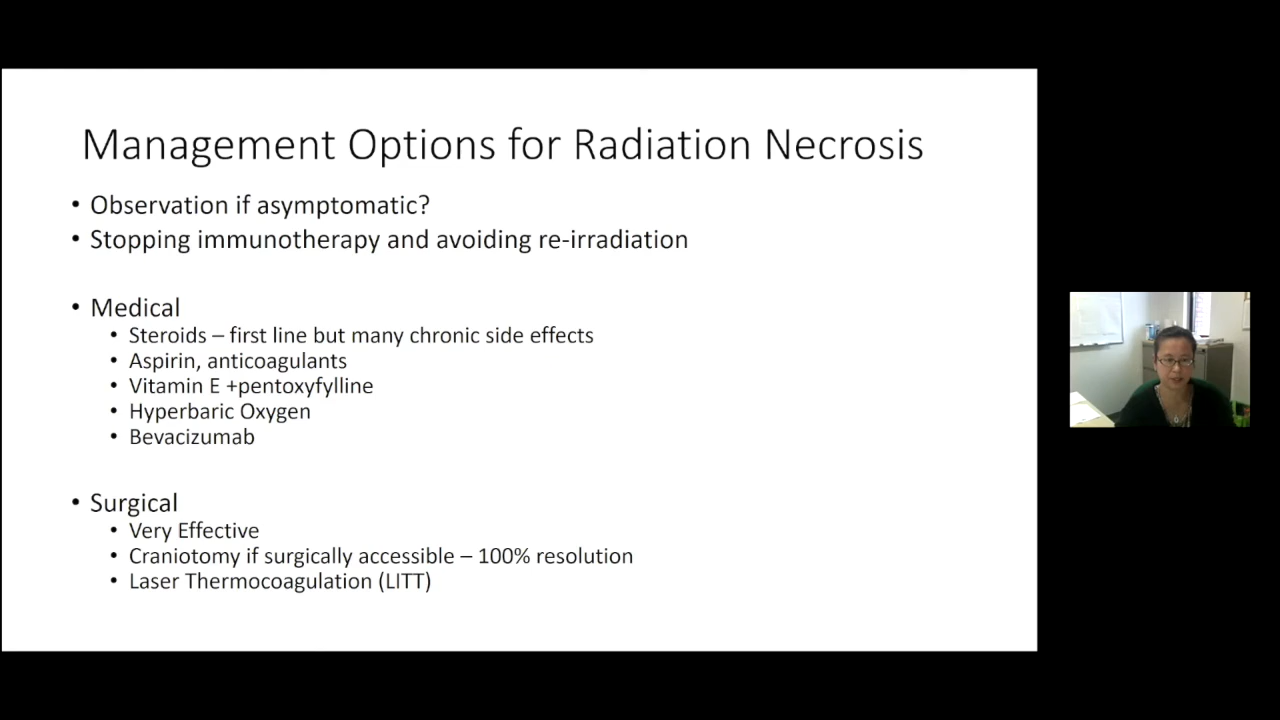 Management Options for Radiation Necrosis
• Observation if asymptomatic?
• Stopping immunotherapy and avoiding re-irradiation
• Medical
• Steroids – first line but many chronic side effects
• Aspirin, anticoagulants
• Vitamin E +pentoxyfylline
• Hyperbaric Oxygen
• Bevacizumab
• Surgical
• Very Effective
• Craniotomy if surgically accessible – 100% resolution
• Laser Thermocoagulation (LITT)